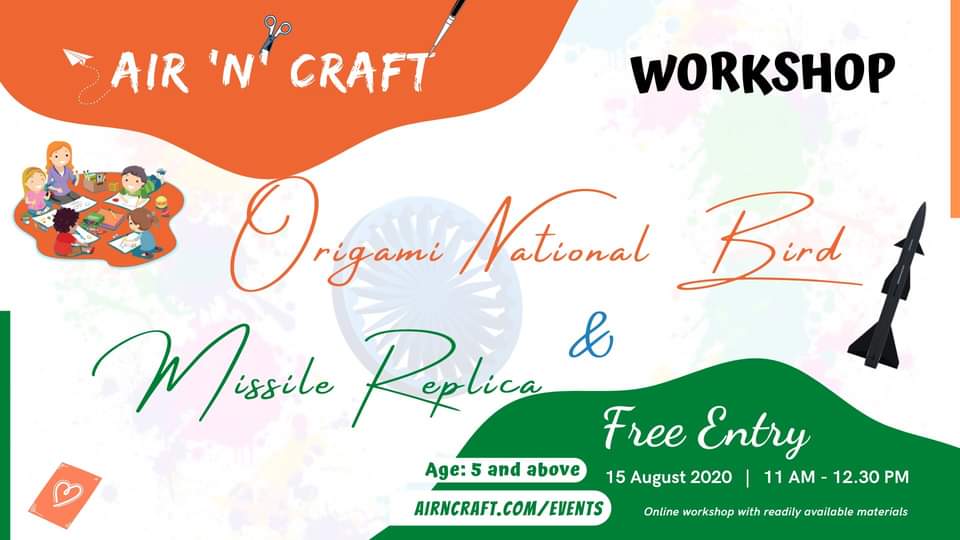 AIR 'N' CRAFT
WORKSHOP
Origami National Bird
&
Missile Replica
Free Entry
Age: 5 and above
15 August 2020 | 11 AM - 12.30 PM
AIRNCRAFT.COM/EVENTS
Online workshop with readily available materials